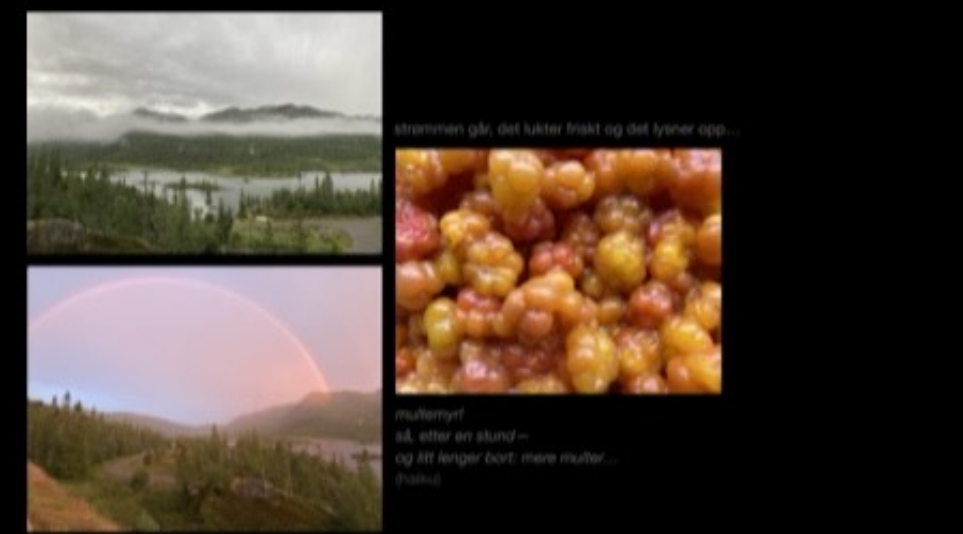 strømmen går, det lukter friskt og det lysner opp...
multemyr!
så, etter en stund –
og litt lenger bort: mere multer...
(haiku)